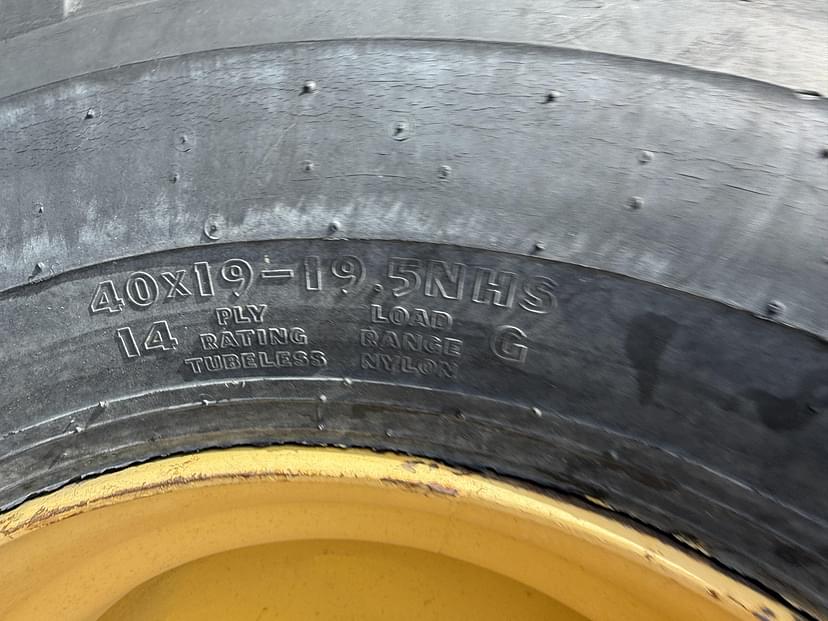 40x19-19.5NHS
14 PLY RATING TUBELESS
LOAD RANGE NYLON G